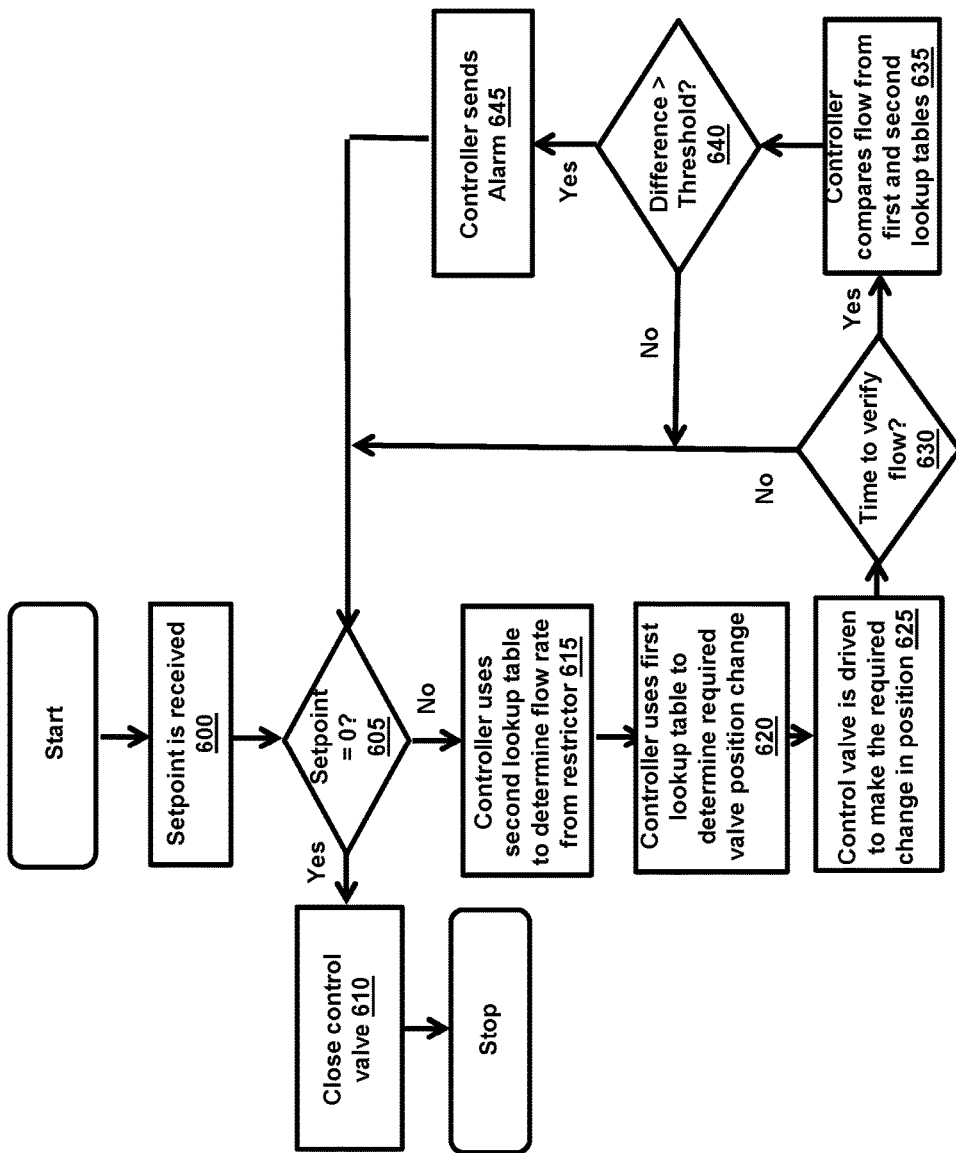 Start
Setpoint is received
600
Setpoint
= 0?
605
Yes
No
Close control
valve 610
Stop
Controller uses
second lookup table
to determine flow rate
from restrictor 615
Controller uses first
lookup table to
determine required
valve position change
620
Control valve is driven
to make the required
change in position 625
Time to verify
flow?
630
No
Yes
Controller
compares flow from
first and second
lookup tables 635
Difference >
Threshold?
640
No
Yes
Controller sends
Alarm 645